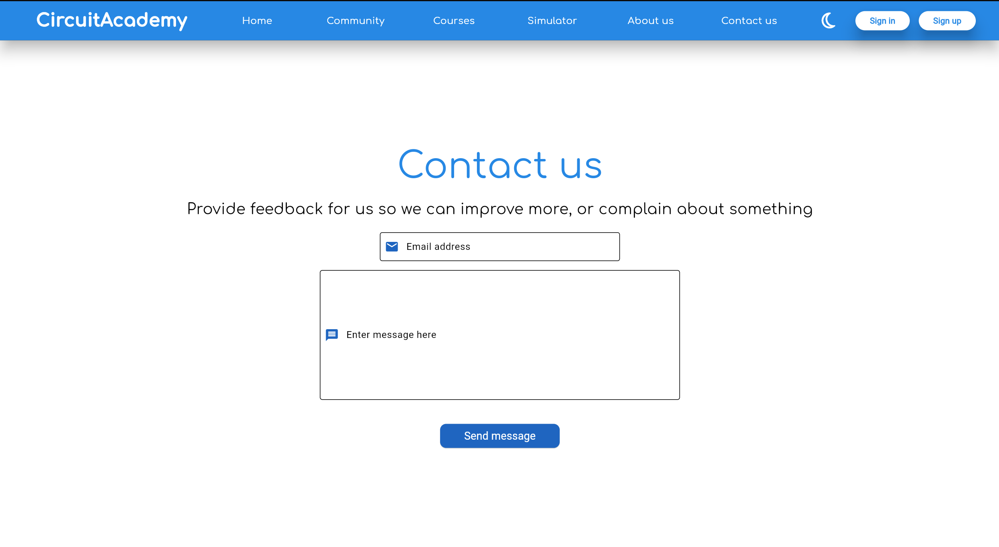 CircuitAcademy Home Community Courses Simulator About us Contact us Sign in Sign up
Contact us
Provide feedback for us so we can improve more, or complain about something
Email address
Enter message here
Send message